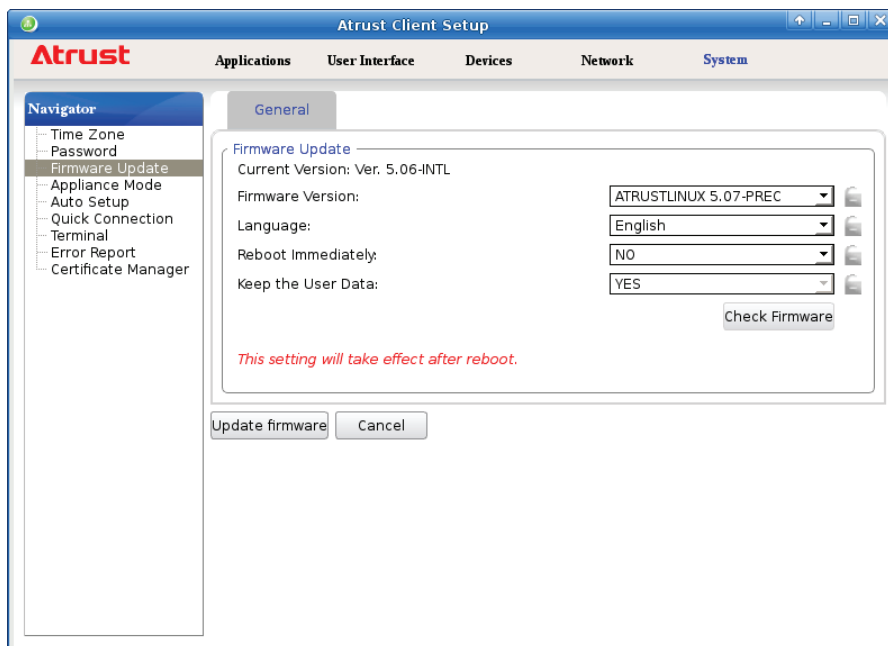 Atrust Client Setup
Atrust
Applications User Interface Devices Network System
Navigator
Time Zone
Password
Firmware Update
Appliance Mode
Auto Setup
Quick Connection
Terminal
Error Report
Certificate Manager
General
Firmware Update
Current Version: Ver. 5.06-INTL
Firmware Version: ATRUSTLINUX 5.07-PREC
Language: English
Reboot Immediately: NO
Keep the User Data: YES
Check Firmware
This setting will take effect after reboot.
Update firmware Cancel